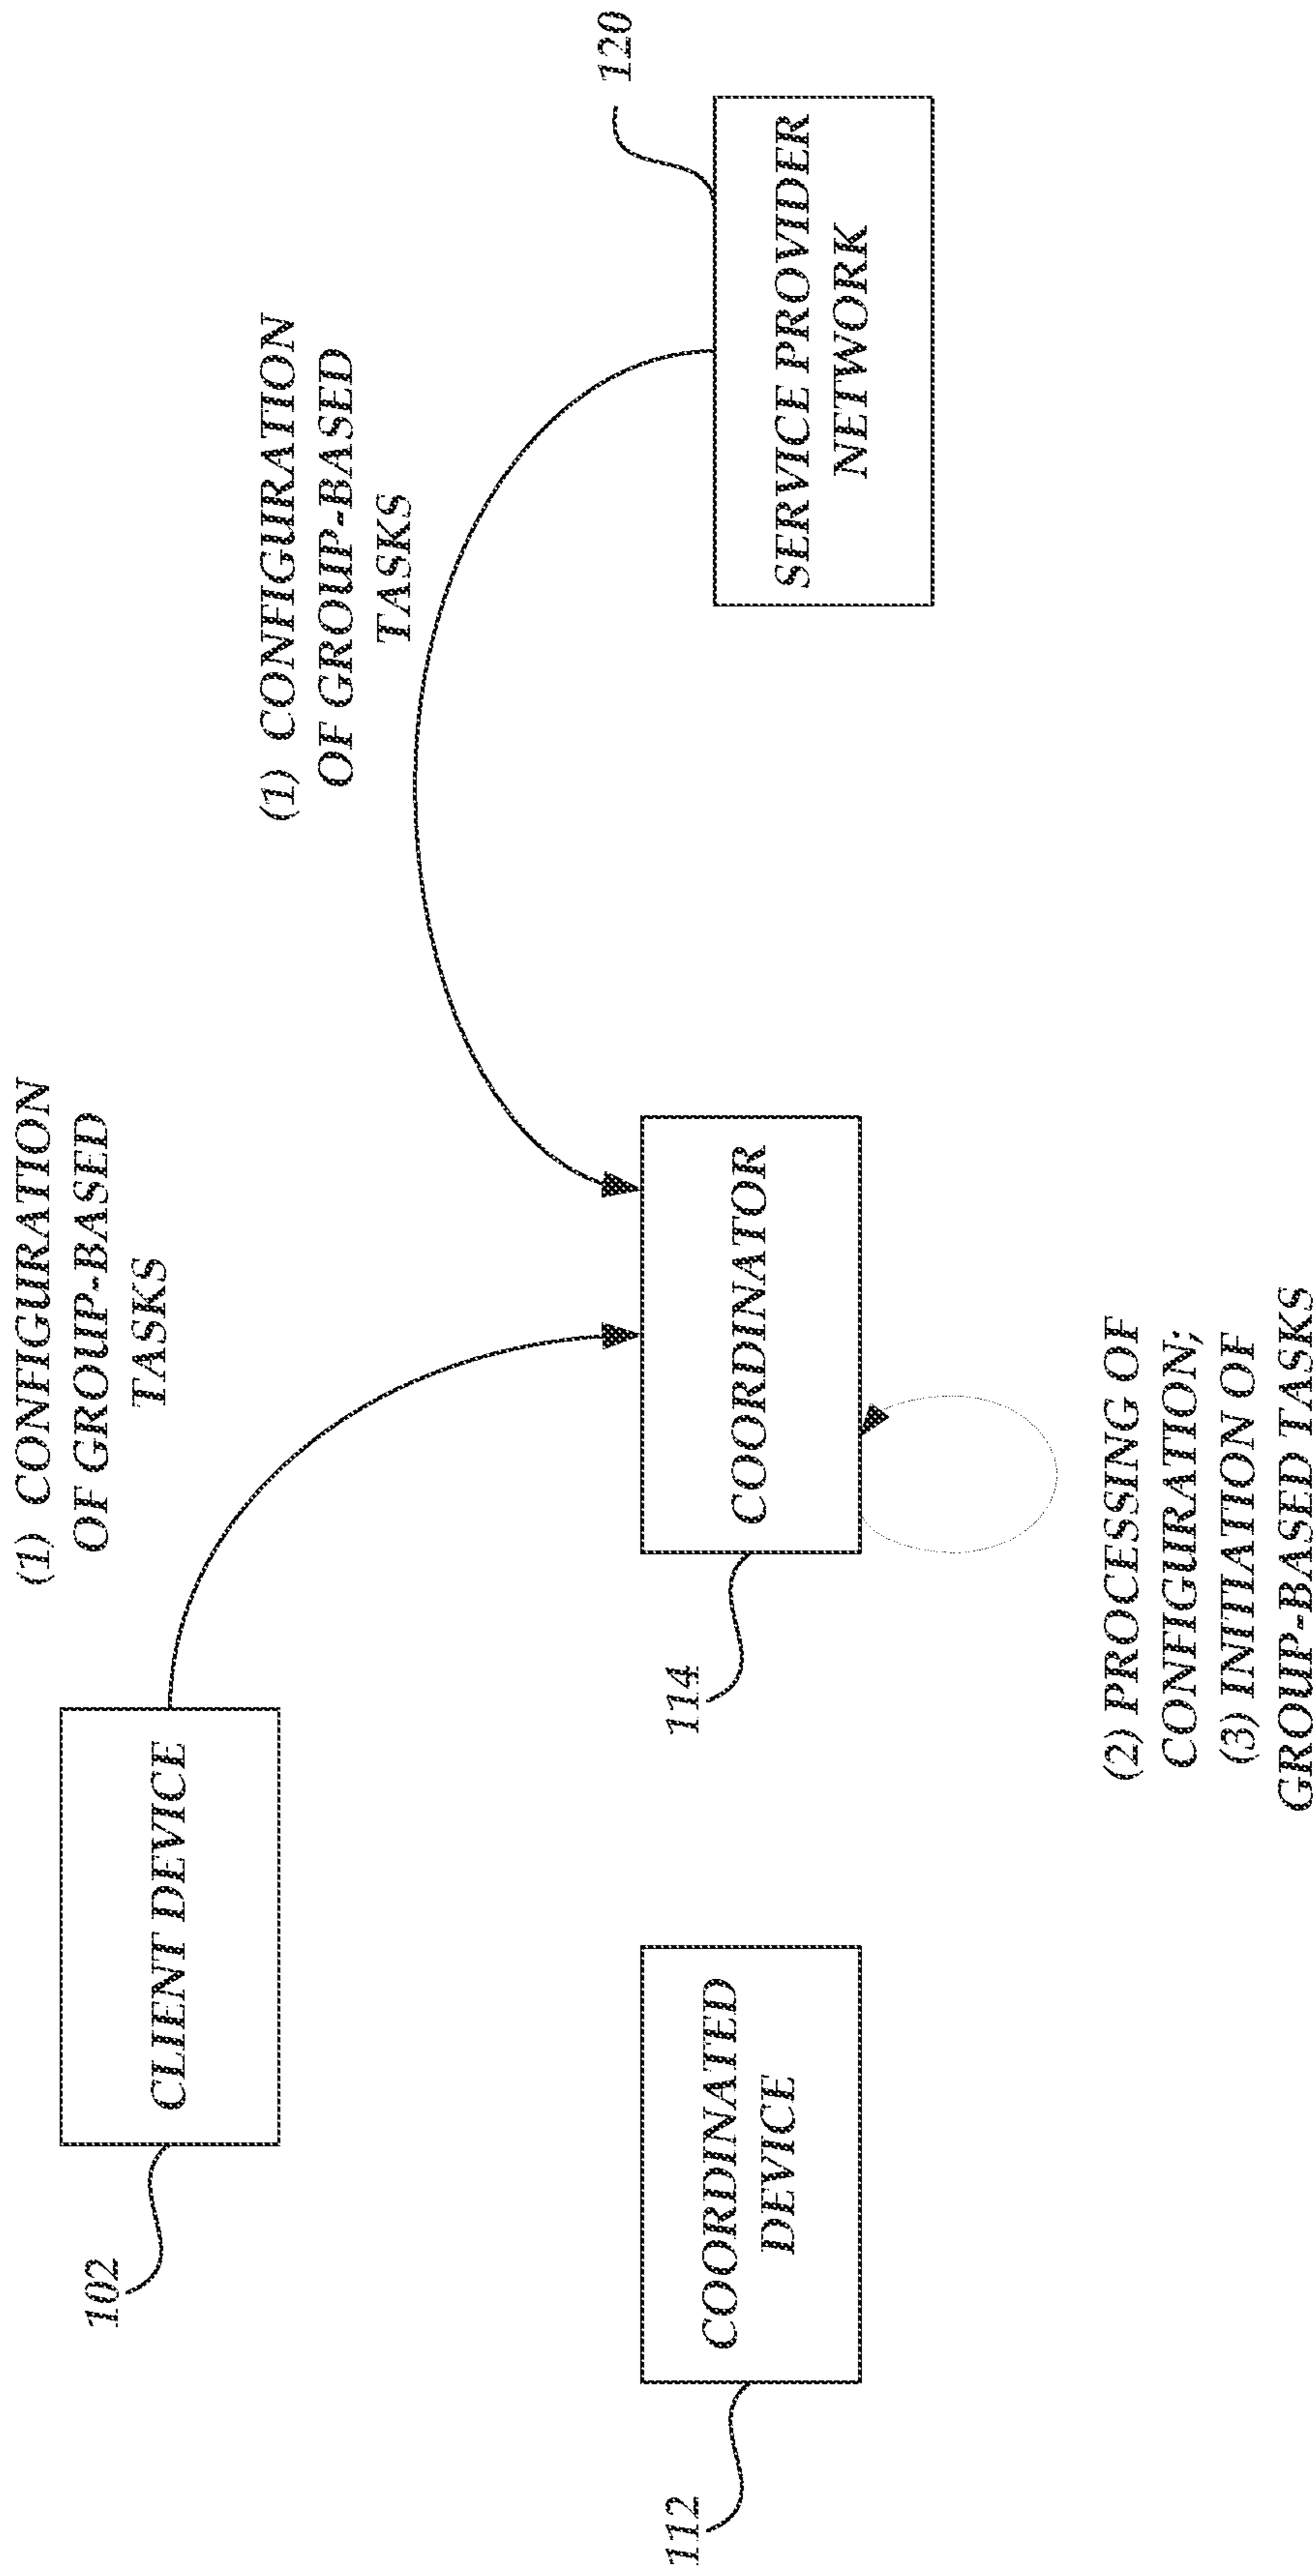 (1) CONFIGURATION
OF GROUP-BASED
TASKS
(1) CONFIGURATION
OF GROUP-BASED
TASKS
102
CLIENT DEVICE
120
SERVICE PROVIDER
NETWORK
112
COORDINATED
DEVICE
114
COORDINATOR
(2) PROCESSING OF
CONFIGURATION;
(3) INITIATION OF
GROUP-BASED TASKS